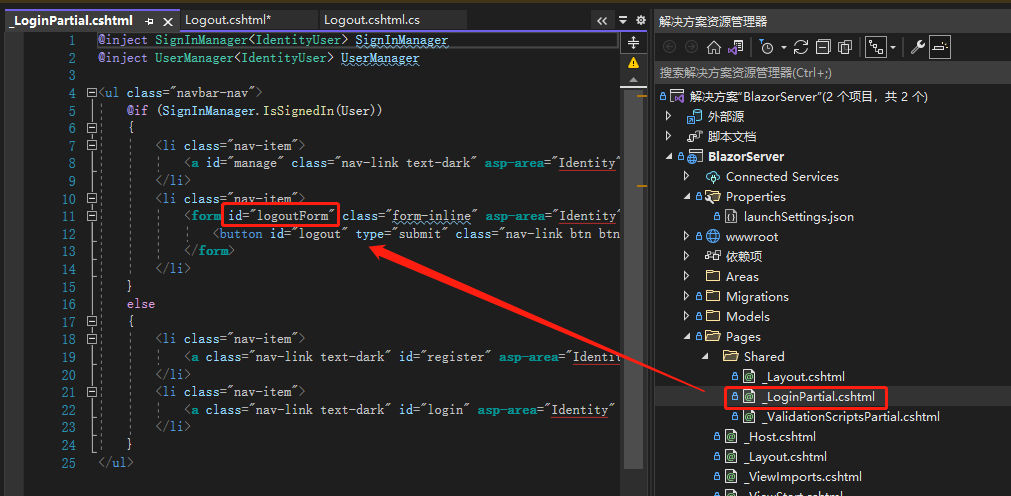 _LoginPartial.cshtml
Logout.cshtml*
Logout.cshtml.cs
1 @inject SignInManager<IdentityUser> SignInManager
2 @inject UserManager<IdentityUser> UserManager
3
4 <ul class="navbar-nav">
5 @if (SignInManager.IsSignedIn(User))
6 {
7 <li class="nav-item">
8 <a id="manage" class="nav-link text-dark" asp-area="Identity"
9 </li>
10 <li class="nav-item">
11 <form id="logoutForm" class="form-inline" asp-area="Identity"
12 <button id="logout" type="submit" class="nav-link btn btn
13 </form>
14 </li>
15 }
16 else
17 {
18 <li class="nav-item">
19 <a class="nav-link text-dark" id="register" asp-area="Identit
20 </li>
21 <li class="nav-item">
22 <a class="nav-link text-dark" id="login" asp-area="Identity"
23 </li>
24 }
25 </ul>
解决方案资源管理器
搜索解决方案资源管理器(Ctrl+;)
解决方案"BlazorServer"(2 个项目，共 2 个)
外部源
脚本文档
BlazorServer
Connected Services
Properties
launchSettings.json
wwwroot
依赖项
Areas
Migrations
Models
Pages
Shared
_Layout.cshtml
_LoginPartial.cshtml
_ValidationScriptsPartial.cshtml
_Host.cshtml
_Layout.cshtml
_ViewImports.cshtml
_ViewStart.cshtml